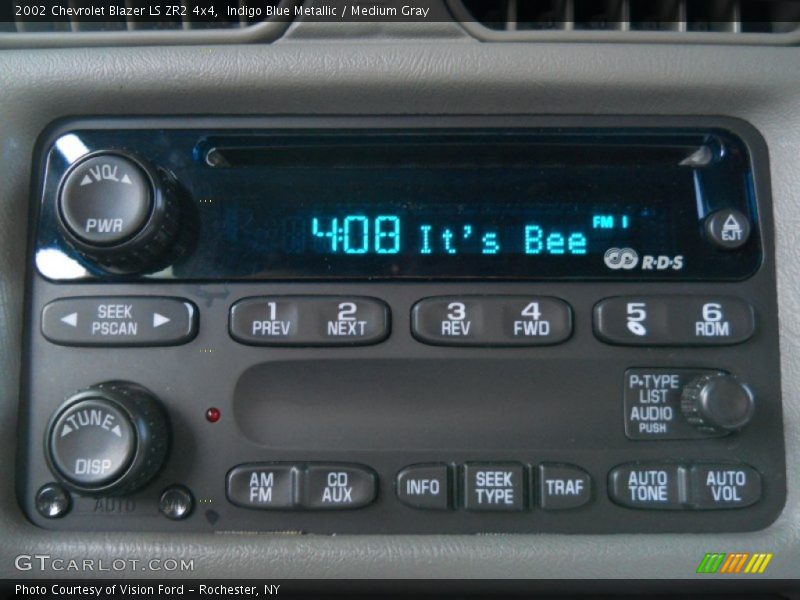 2002 Chevrolet Blazer LS ZR2 4x4, Indigo Blue Metallic / Medium Gray
VOL
PWR
4:08 It's Bee FM 1
EJT
R·D·S
SEEK
PSCAN
1 PREV
2 NEXT
3 REV
4 FWD
5
6 RDM
P·TYPE
LIST
AUDIO
PUSH
TUNE
DISP
AUTO
AM
FM
CD
AUX
INFO
SEEK
TYPE
TRAF
AUTO
TONE
AUTO
VOL
GTCARLOT.COM
Photo Courtesy of Vision Ford – Rochester, NY